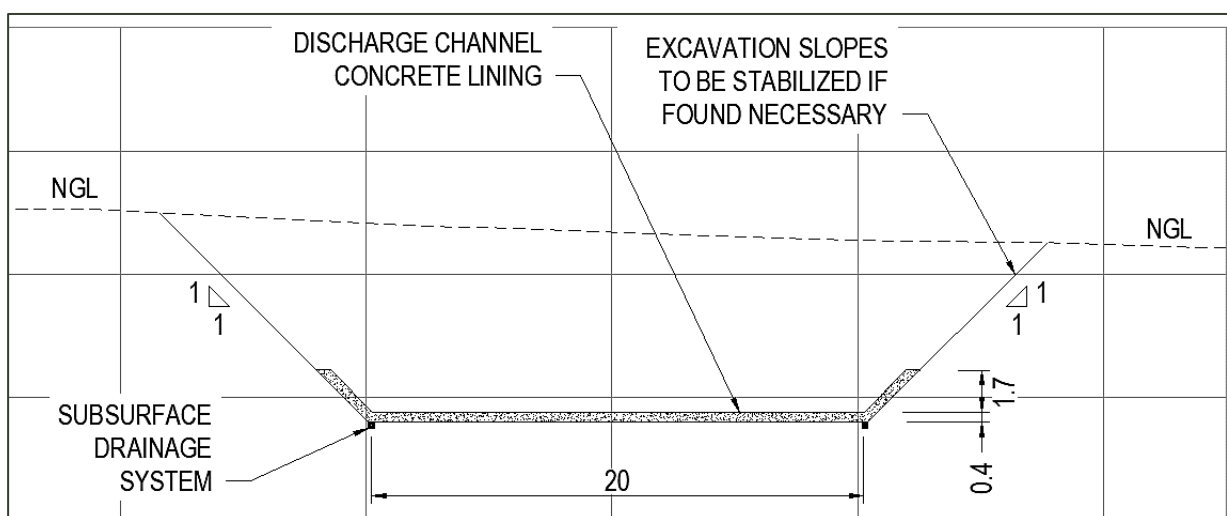 DISCHARGE CHANNEL
CONCRETE LINING
EXCAVATION SLOPES
TO BE STABILIZED IF
FOUND NECESSARY
NGL
NGL
1
1
1
1
1.7
0.4
SUBSURFACE
DRAINAGE
SYSTEM
20